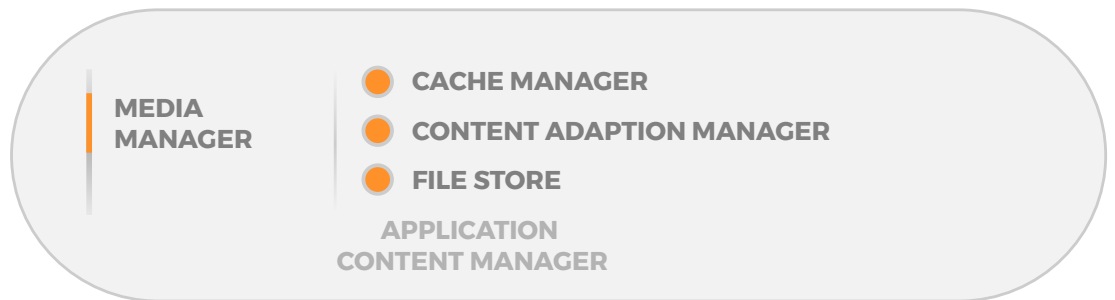 MEDIA
MANAGER
CACHE MANAGER
CONTENT ADAPTION MANAGER
FILE STORE
APPLICATION
CONTENT MANAGER